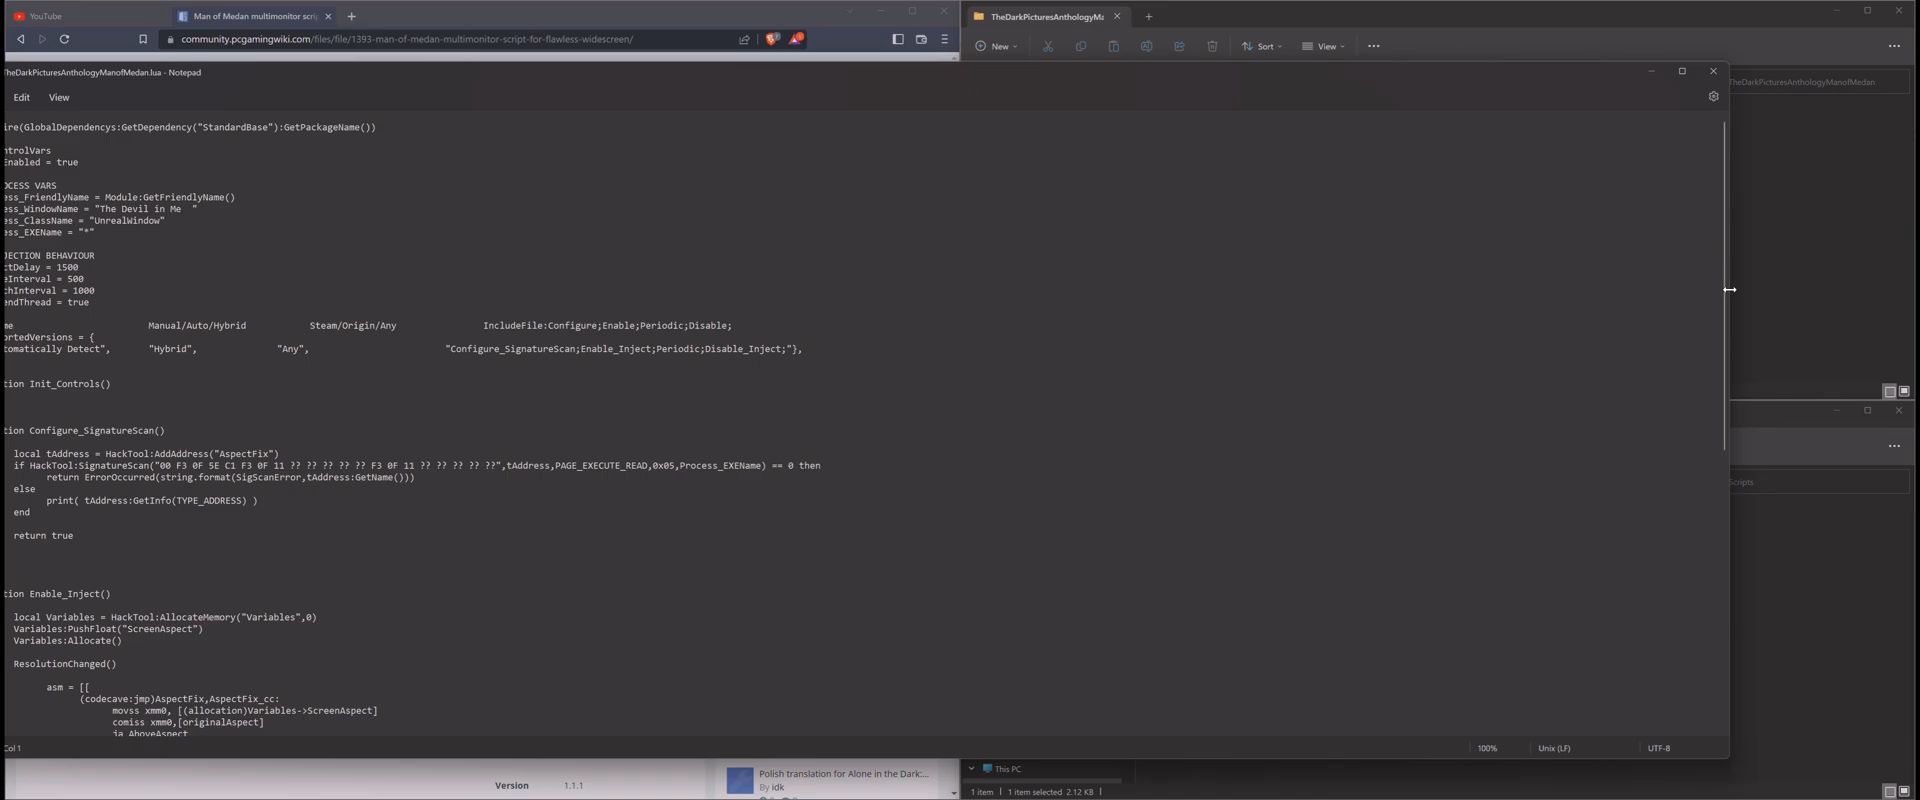 YouTube
Man of Medan multimonitor scrip
community.pcgamingwiki.com/files/file/1393-man-of-medan-multimonitor-script-for-flawless-widescreen/
TheDarkPicturesAnthologyMa
New
Sort
View
TheDarkPicturesAnthologyManofMedan
TheDarkPicturesAnthologyManofMedan.lua - Notepad
Edit View
ire(GlobalDependencys:GetDependency("StandardBase"):GetPackageName())
ntrolVars
Enabled = true
OCESS VARS
ess_FriendlyName = Module:GetFriendlyName()
ess_WindowName = "The Devil in Me  "
ess_ClassName = "UnrealWindow"
ess_EXEName = "*"
JECTION BEHAVIOUR
ctDelay = 1500
eInterval = 500
chInterval = 1000
endThread = true
me Manual/Auto/Hybrid Steam/Origin/Any IncludeFile:Configure;Enable;Periodic;Disable;
ortedVersions = {
tomatically Detect", "Hybrid", "Any", "Configure_SignatureScan;Enable_Inject;Periodic;Disable_Inject;"},
tion Init_Controls()
tion Configure_SignatureScan()
local tAddress = HackTool:AddAddress("AspectFix")
if HackTool:SignatureScan("00 F3 0F 5E C1 F3 0F 11 ?? ?? ?? ?? ?? F3 0F 11 ?? ?? ?? ?? ??",tAddress,PAGE_EXECUTE_READ,0x05,Process_EXEName) == 0 then
return ErrorOccurred(string.format(SigScanError,tAddress:GetName()))
else
print( tAddress:GetInfo(TYPE_ADDRESS) )
end
return true
tion Enable_Inject()
local Variables = HackTool:AllocateMemory("Variables",0)
Variables:PushFloat("ScreenAspect")
Variables:Allocate()
ResolutionChanged()
asm = [[
(codecave:jmp)AspectFix,AspectFix_cc:
movss xmm0, [(allocation)Variables->ScreenAspect]
comiss xmm0,[originalAspect]
ja AboveAspect
Col 1
100%
Unix (LF)
UTF-8
Scripts
Version 1.1.1
Polish translation for Alone in the Dark:...
By idk
This PC
1 item 1 item selected 2.12 KB